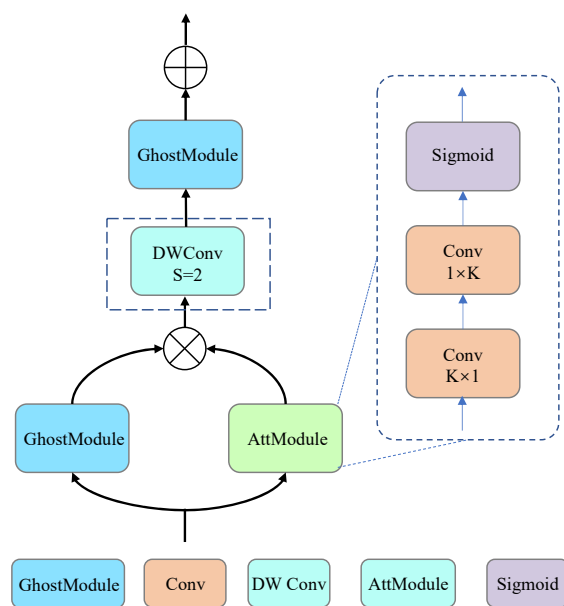 GhostModule
Sigmoid
DWConv
S=2
Conv
1×K
Conv
K×1
GhostModule
AttModule
GhostModule
Conv
DW Conv
AttModule
Sigmoid